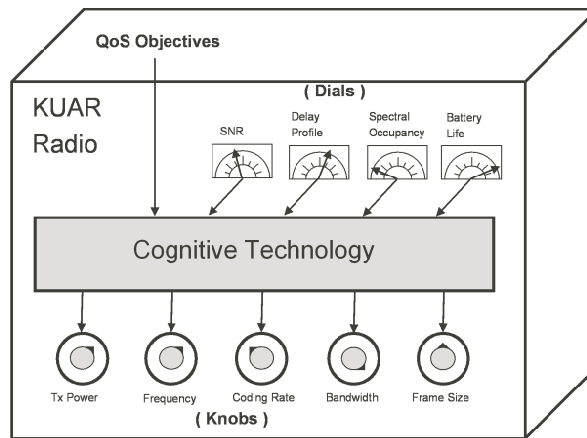 QoS Objectives
( Dials )
KUAR
Radio
SNR
Delay
Profile
Spectral
Occupancy
Battery
Life
Cognitive Technology
Tx Power
Frequency
Coding Rate
Bandwidth
Frame Size
( Knobs )